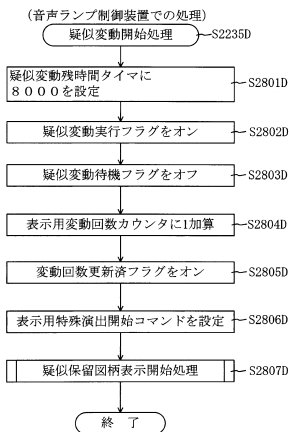 （音声ランプ制御装置での処理）
疑似変動開始処理 S2235D
疑似変動残時間タイマに
８０００を設定
S2801D
疑似変動実行フラグをオン S2802D
疑似変動待機フラグをオフ S2803D
表示用変動回数カウンタに1加算 S2804D
変動回数更新済フラグをオン S2805D
表示用特殊演出開始コマンドを設定 S2806D
疑似保留図柄表示開始処理 S2807D
終　了